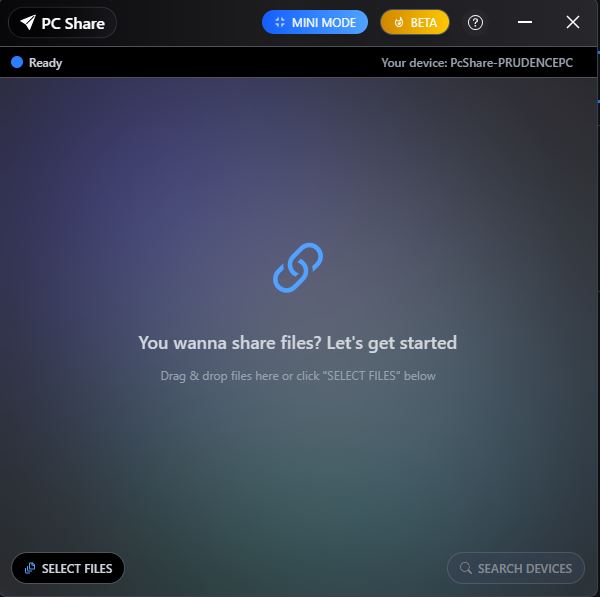 PC Share
MINI MODE
BETA
Ready
Your device: PcShare-PRUDENCEPC
You wanna share files? Let's get started
Drag & drop files here or click "SELECT FILES" below
SELECT FILES
SEARCH DEVICES